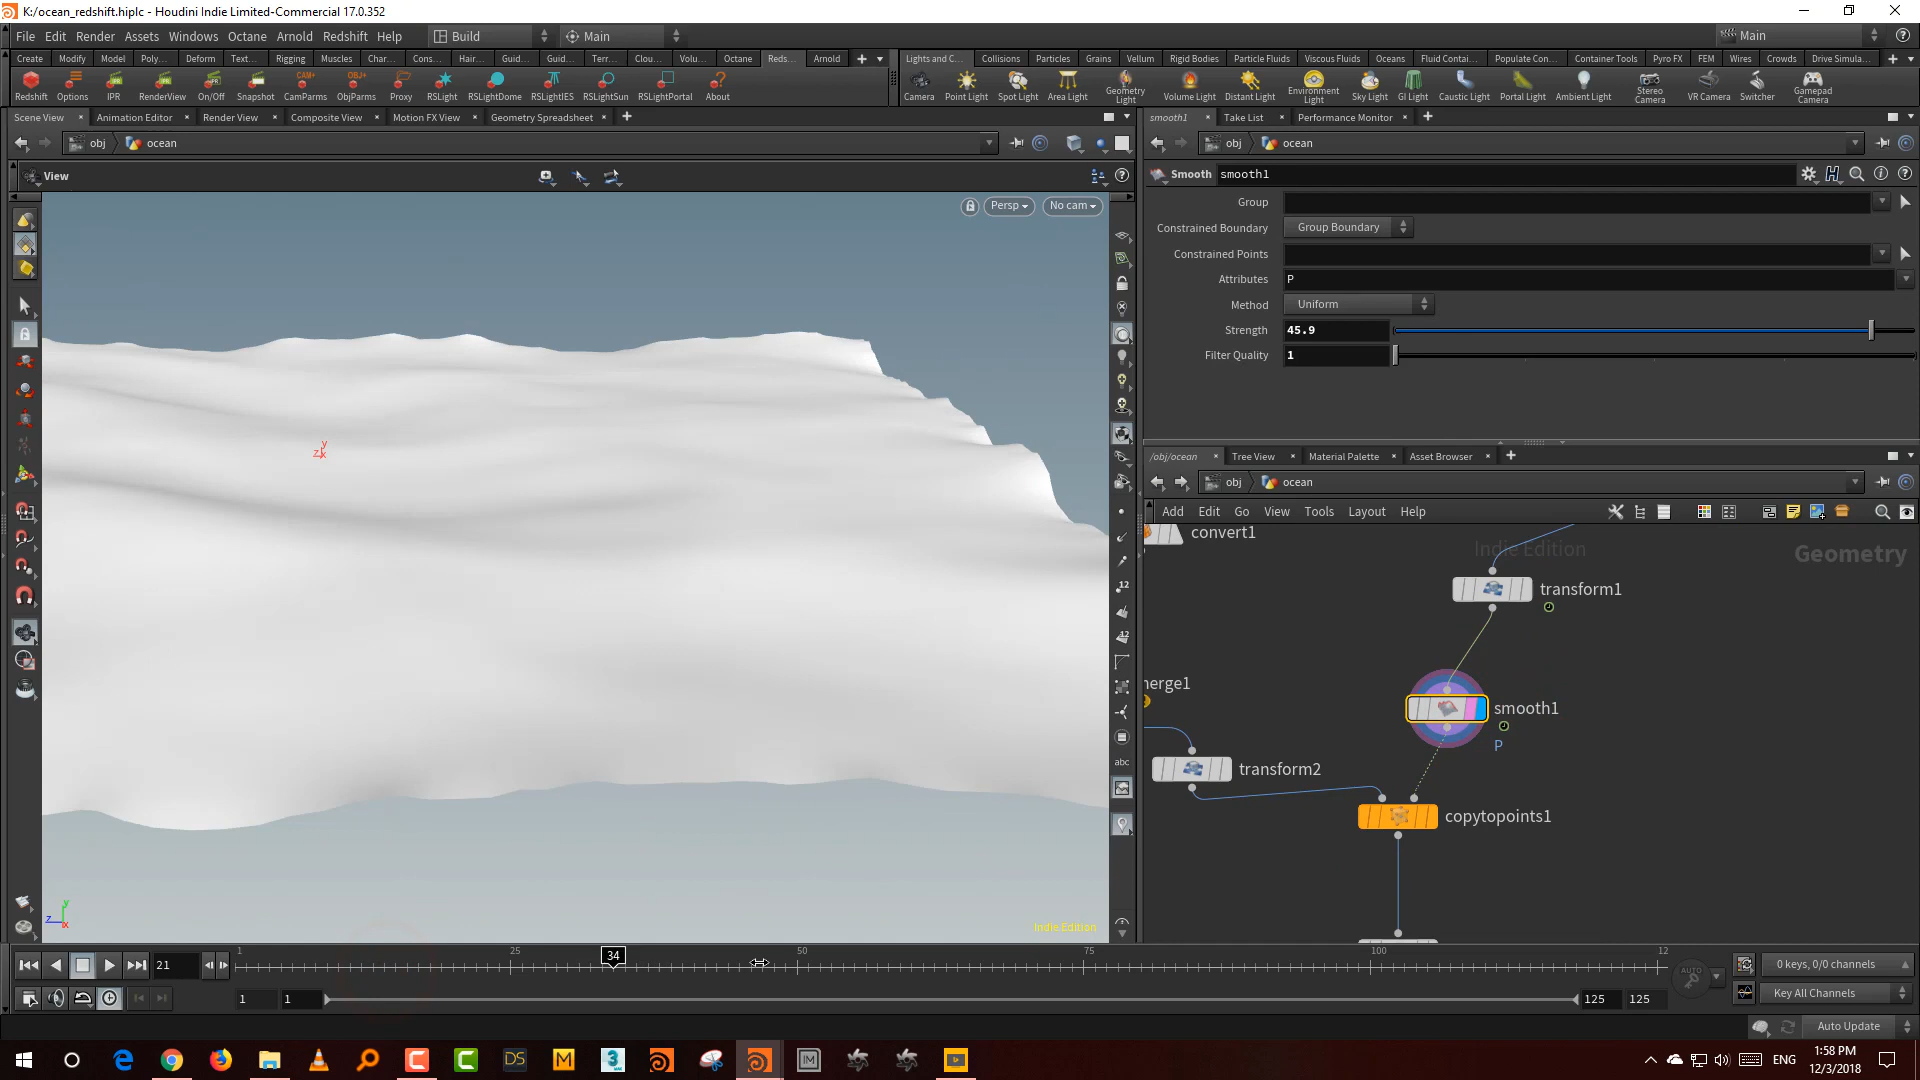 K:/ocean_redshift.hiplc - Houdini Indie Limited-Commercial 17.0.352
File Edit Render Assets Windows Octane Arnold Redshift Help Build Main Main
Create Modify Model Poly... Deform Text... Rigging Muscles Char... Cons... Hair... Guid... Guid... Terr... Clou... Volu... Octane Reds... Arnold
Lights and C... Collisions Particles Grains Vellum Rigid Bodies Particle Fluids Viscous Fluids Oceans Fluid Contai... Populate Con... Container Tools Pyro FX FEM Wires Crowds Drive Simula...
Redshift Options IPR RenderView On/Off Snapshot CamParms ObjParms Proxy RSLight RSLightDome RSLightIES RSLightSun RSLightPortal About
Camera Point Light Spot Light Area Light Geometry Light Volume Light Distant Light Environment Light Sky Light GI Light Caustic Light Portal Light Ambient Light Stereo Camera VR Camera Switcher Gamepad Camera
Scene View Animation Editor Render View Composite View Motion FX View Geometry Spreadsheet
smooth1 Take List Performance Monitor
obj ocean
obj ocean
View
Smooth smooth1
Persp No cam
Group
Constrained Boundary Group Boundary
Constrained Points
Attributes P
Method Uniform
Strength 45.9
Filter Quality 1
/obj/ocean Tree View Material Palette Asset Browser
obj ocean
Add Edit Go View Tools Layout Help
convert1
Indie Edition
Geometry
transform1
smooth1
P
transform2
copytopoints1
y
z x
12
12
abc
y
z
x
Indie Edition
1 25 34 50 75 100 12
21
AUTO
0 keys, 0/0 channels
1 1 125 125
Key All Channels
Auto Update
ENG
1:58 PM
12/3/2018